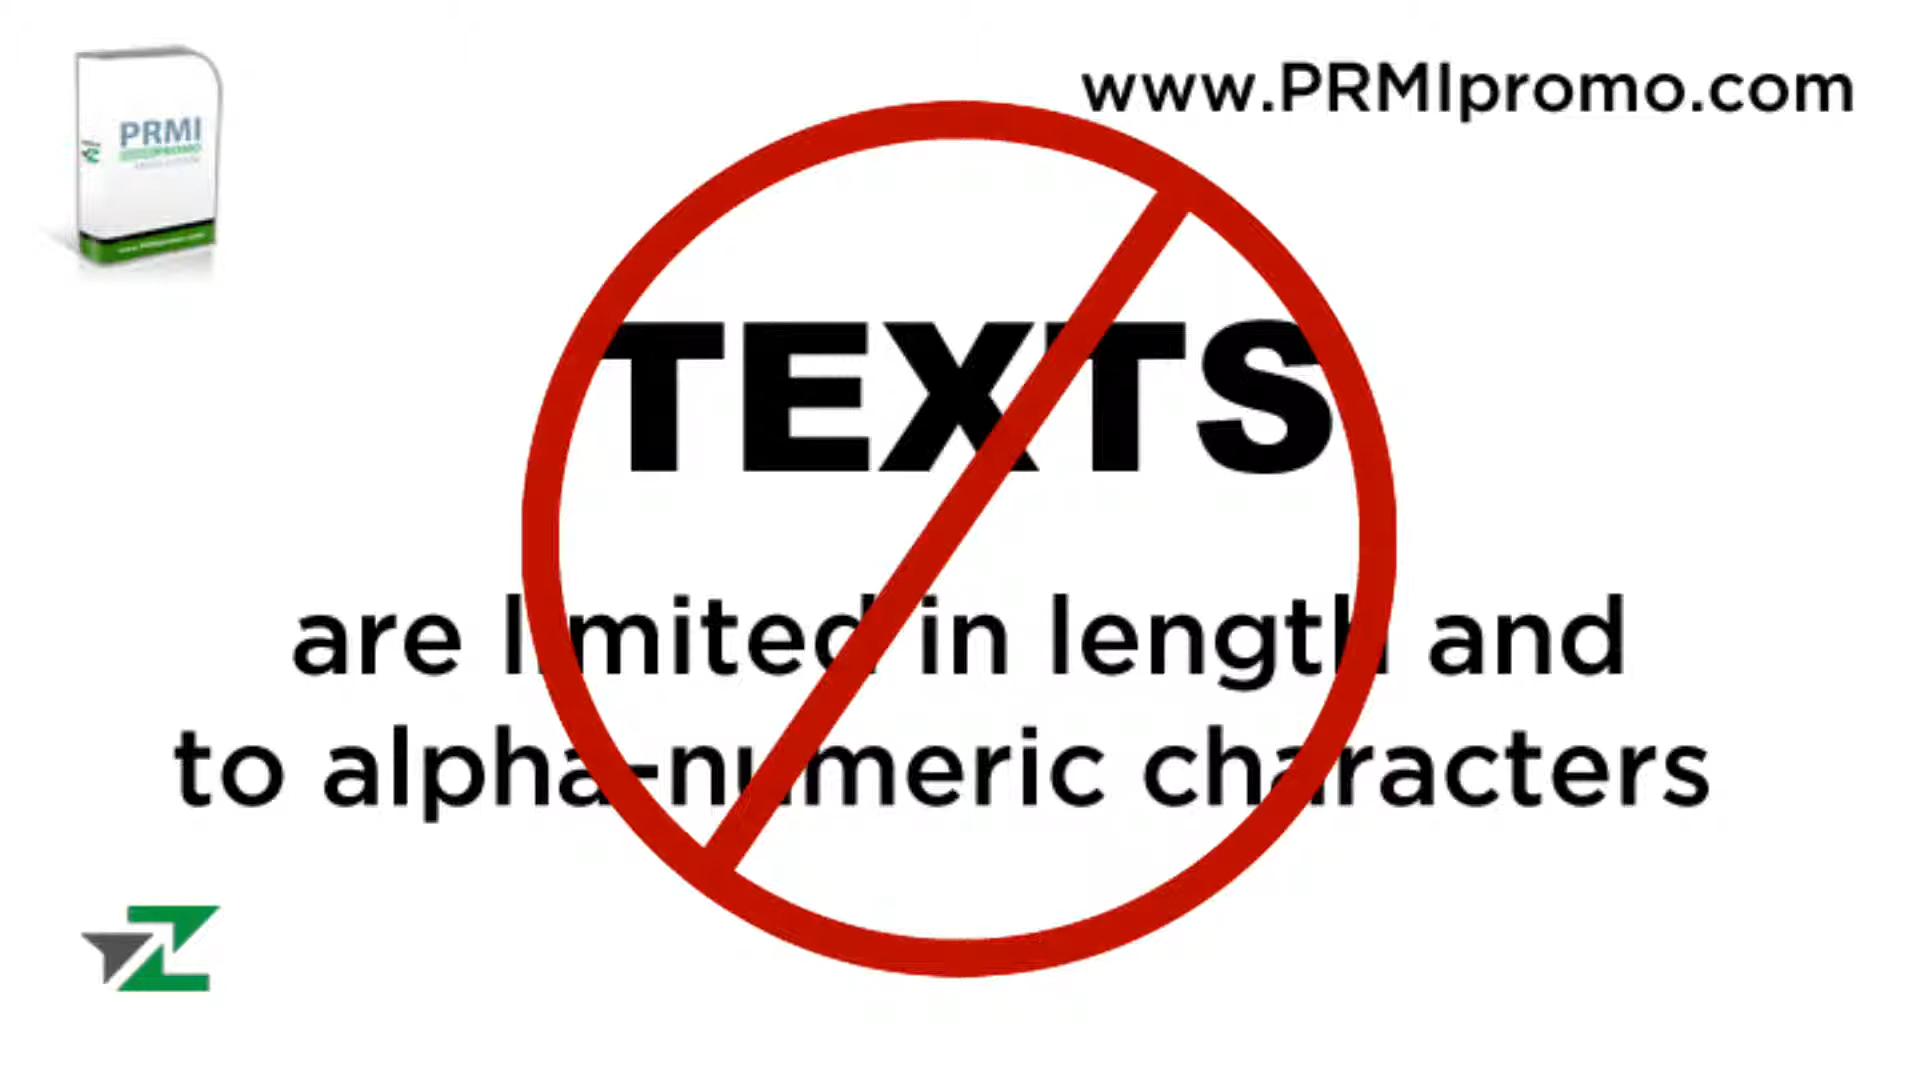 www.PRMIpromo.com
PRMI
TEXTS
are limited in length and
to alpha-numeric characters